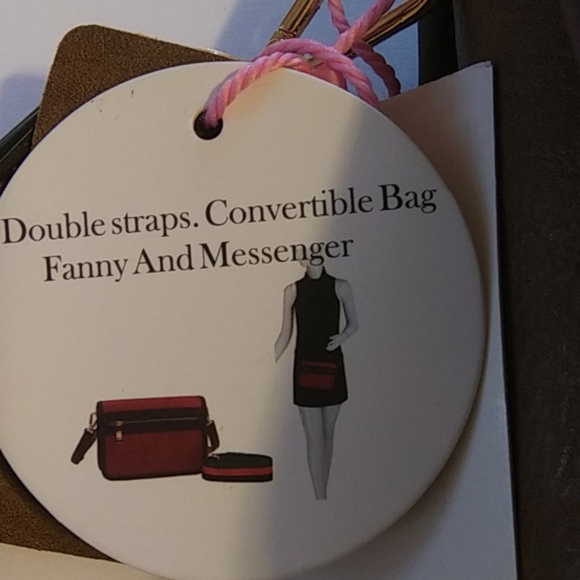 Double straps. Convertible Bag
Fanny And Messenger